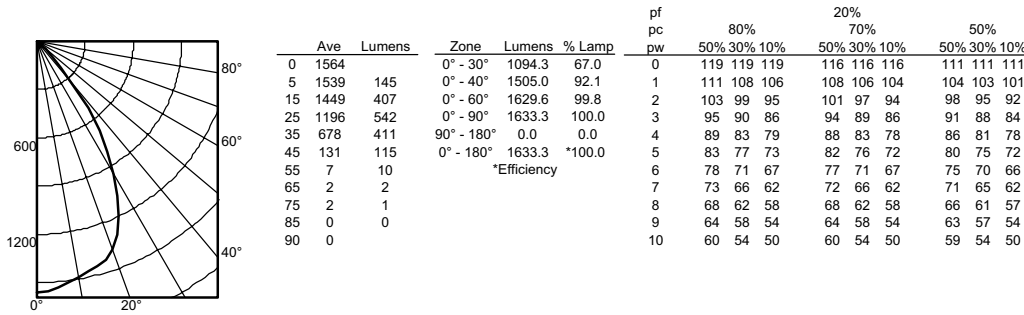 pf 20%
pc 80% 70% 50%
Ave Lumens Zone Lumens % Lamp pw 50% 30% 10% 50% 30% 10% 50% 30% 10%
0 1564 0° - 30° 1094.3 67.0 0 119 119 119 116 116 116 111 111 111
5 1539 145 0° - 40° 1505.0 92.1 1 111 108 106 108 106 104 104 103 101
15 1449 407 0° - 60° 1629.6 99.8 2 103 99 95 101 97 94 98 95 92
25 1196 542 0° - 90° 1633.3 100.0 3 95 90 86 94 89 86 91 88 84
35 678 411 90° - 180° 0.0 0.0 4 89 83 79 88 83 78 86 81 78
45 131 115 0° - 180° 1633.3 *100.0 5 83 77 73 82 76 72 80 75 72
55 7 10 *Efficiency 6 78 71 67 77 71 67 75 70 66
65 2 2 7 73 66 62 72 66 62 71 65 62
75 2 1 8 68 62 58 68 62 58 66 61 57
85 0 0 9 64 58 54 64 58 54 63 57 54
90 0 10 60 54 50 60 54 50 59 54 50
80°
600 60°
1200 40°
0° 20°